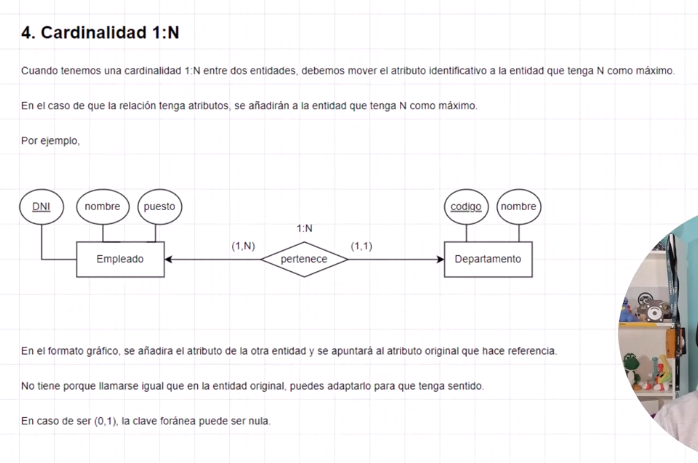 4. Cardinalidad 1:N
Cuando tenemos una cardinalidad 1:N entre dos entidades, debemos mover el atributo identificativo a la entidad que tenga N como máximo.
En el caso de que la relación tenga atributos, se añadirán a la entidad que tenga N como máximo.
Por ejemplo,
DNI nombre puesto codigo nombre
1:N
(1,N) (1,1)
Empleado pertenece Departamento
En el formato gráfico, se añadira el atributo de la otra entidad y se apuntará al atributo original que hace referencia.
No tiene porque llamarse igual que en la entidad original, puedes adaptarlo para que tenga sentido.
En caso de ser (0,1), la clave foránea puede ser nula.